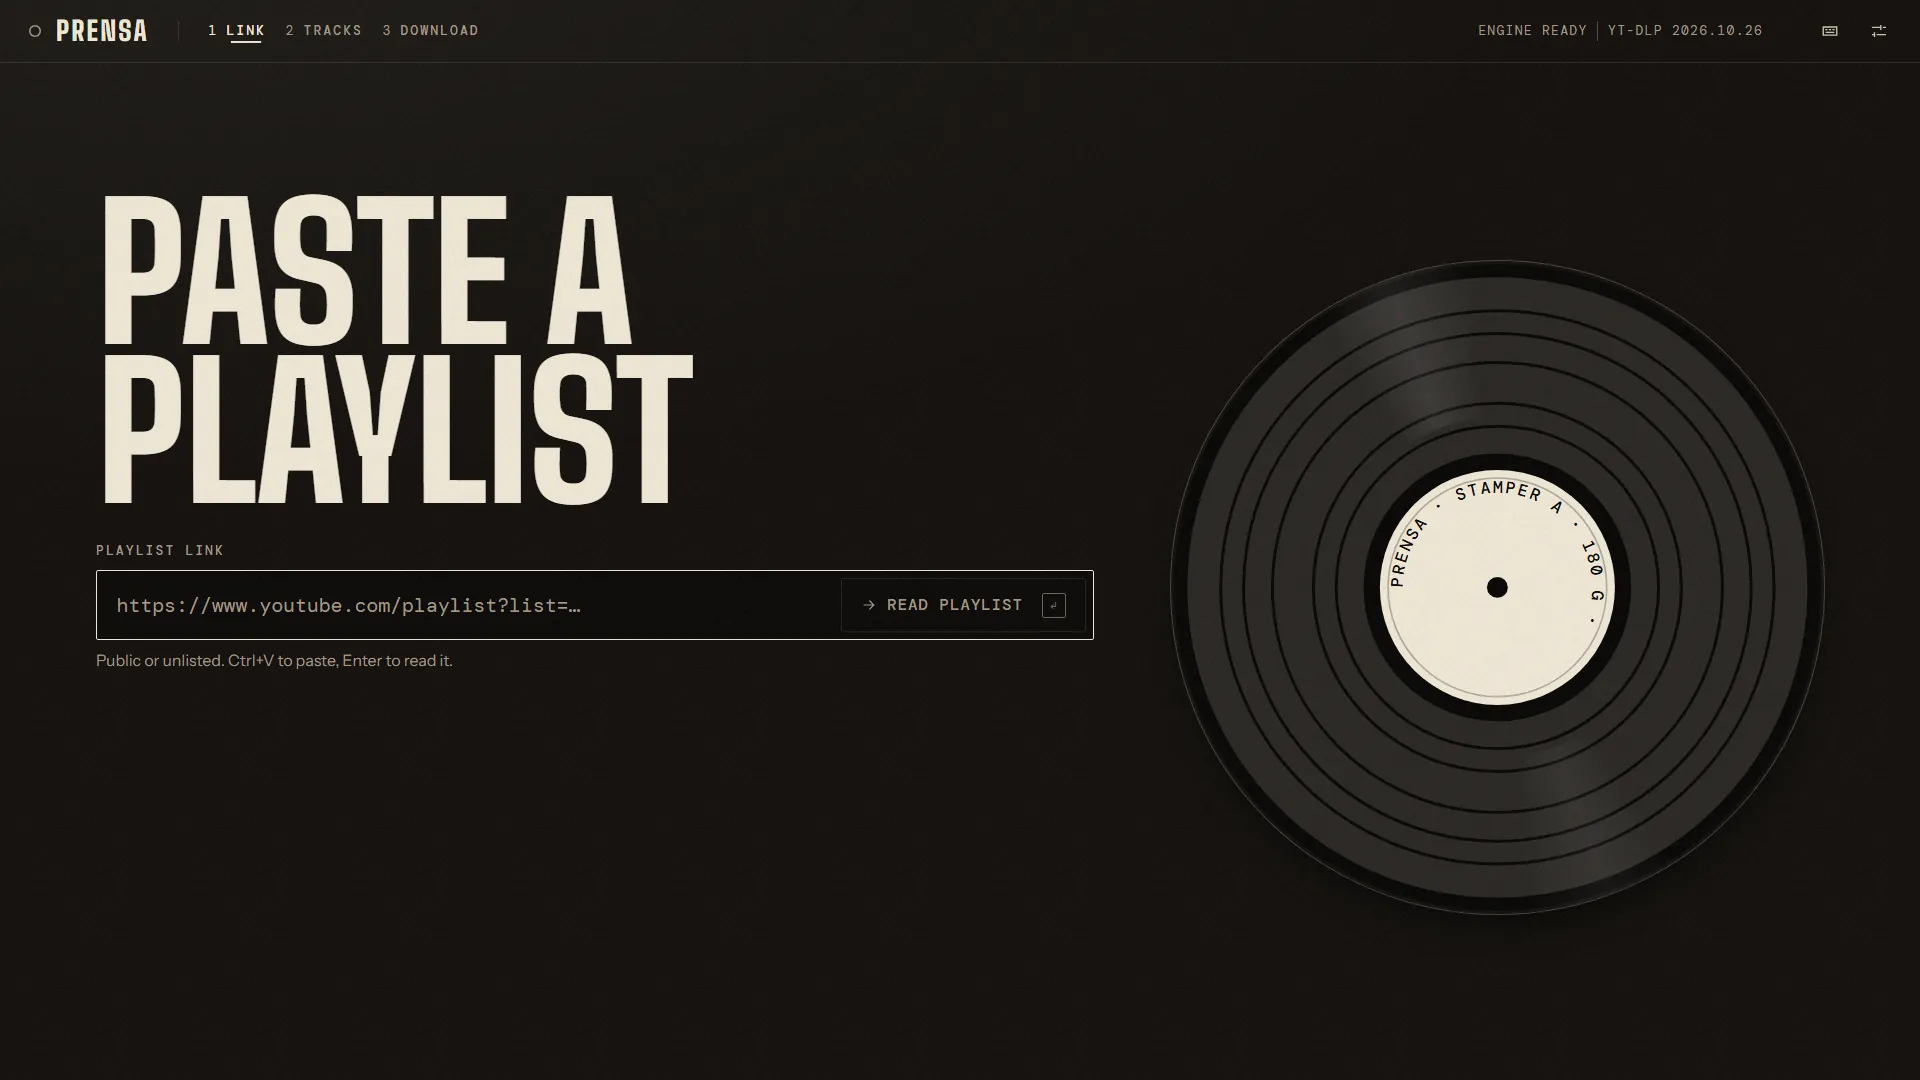 PRENSA
1 LINK 2 TRACKS 3 DOWNLOAD
ENGINE READY YT-DLP 2026.10.26
PASTE A
PLAYLIST
PLAYLIST LINK
https://www.youtube.com/playlist?list=…
→ READ PLAYLIST ↲
Public or unlisted. Ctrl+V to paste, Enter to read it.
PRENSA · STAMPER A · 180 G ·